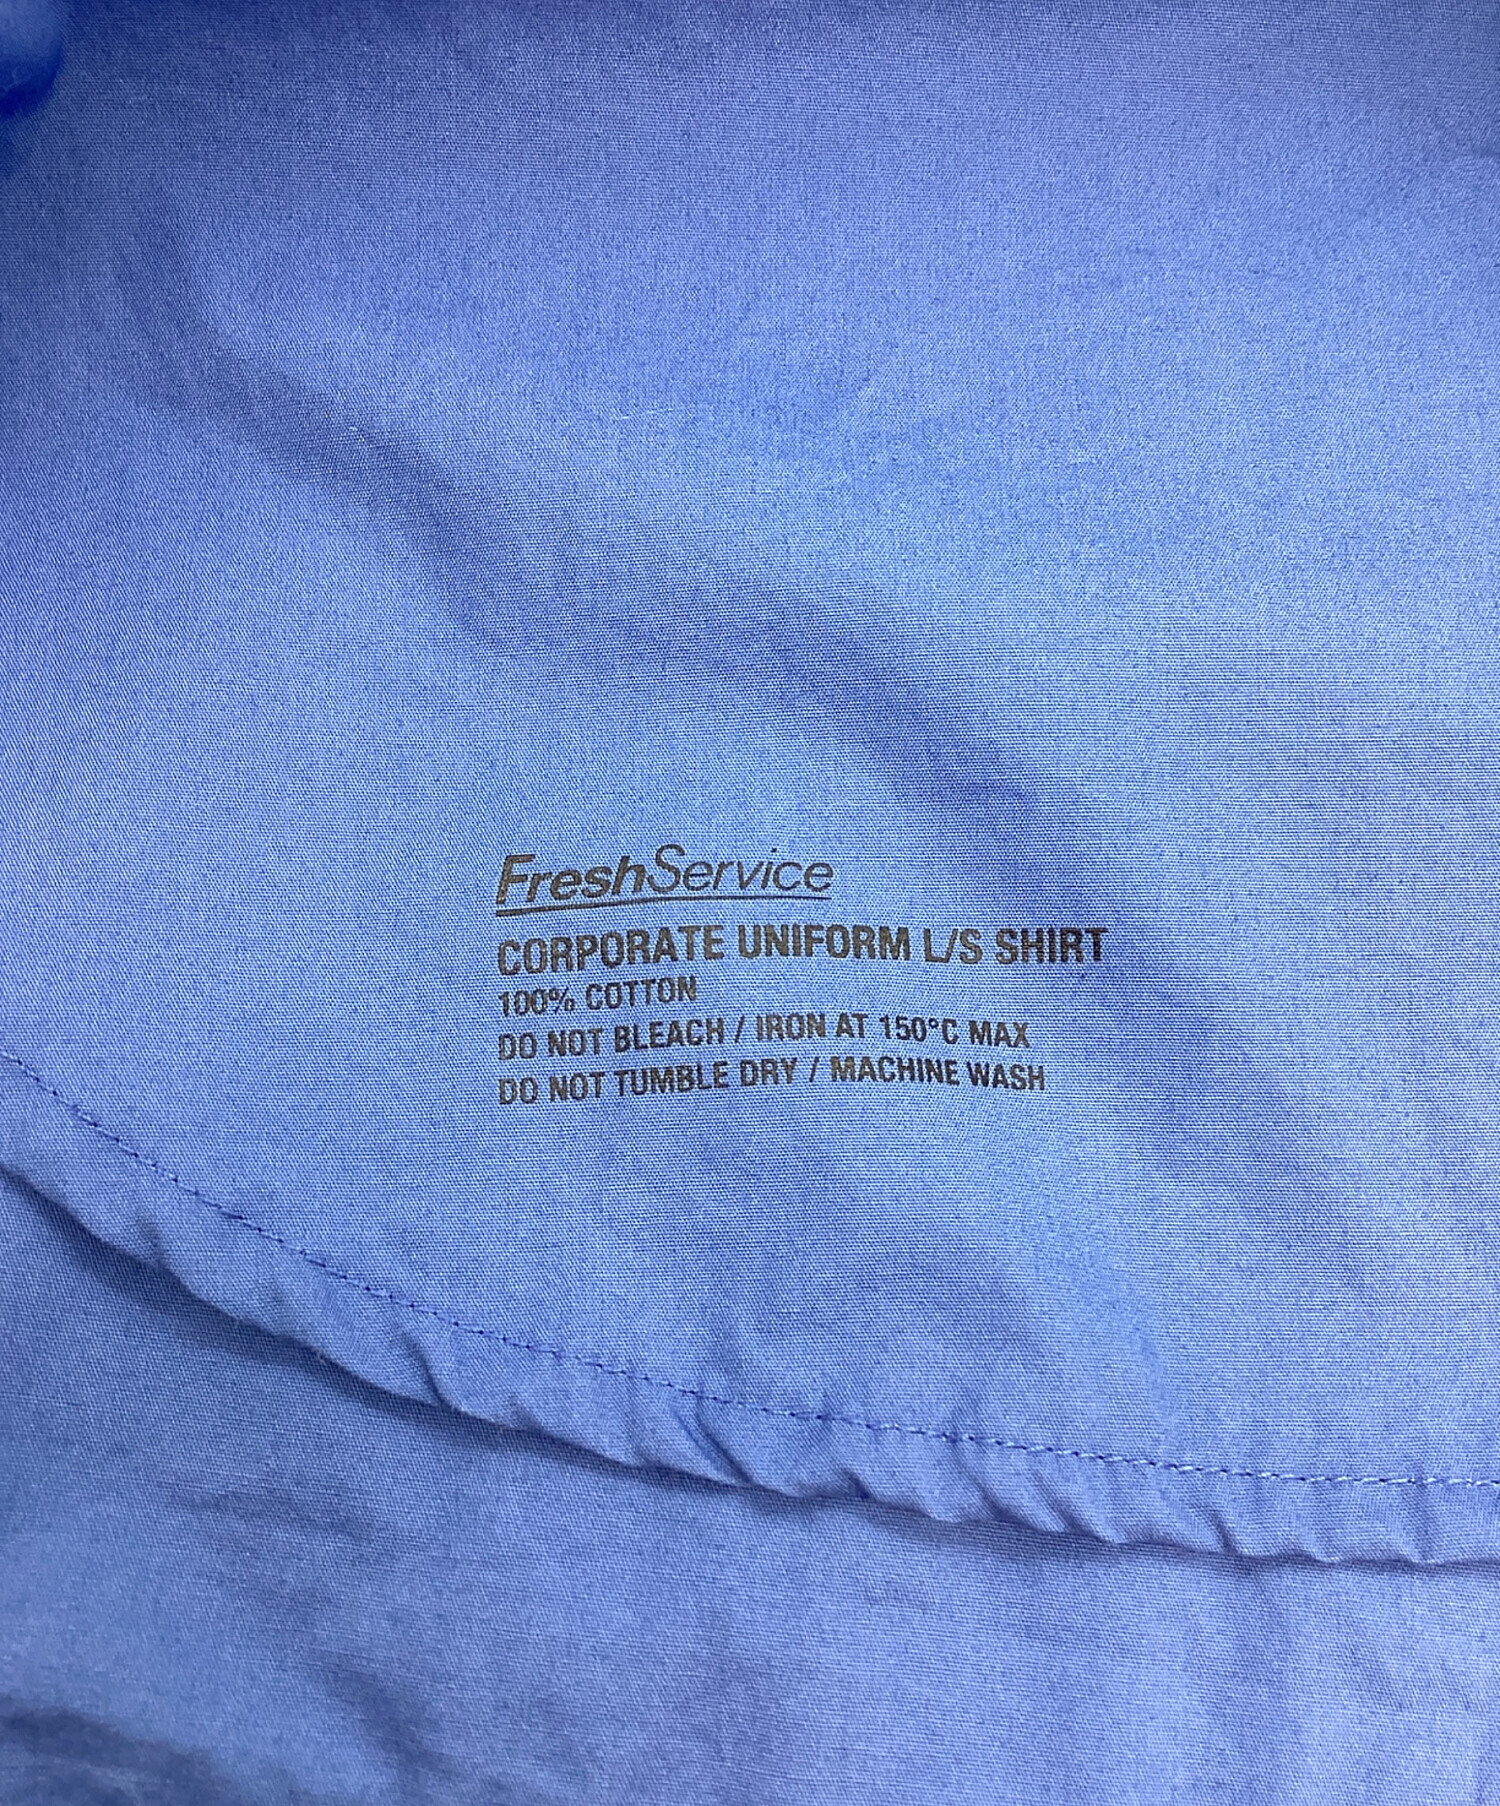 FreshService
CORPORATE UNIFORM L/S SHIRT
100% COTTON
DO NOT BLEACH / IRON AT 150°C MAX
DO NOT TUMBLE DRY / MACHINE WASH